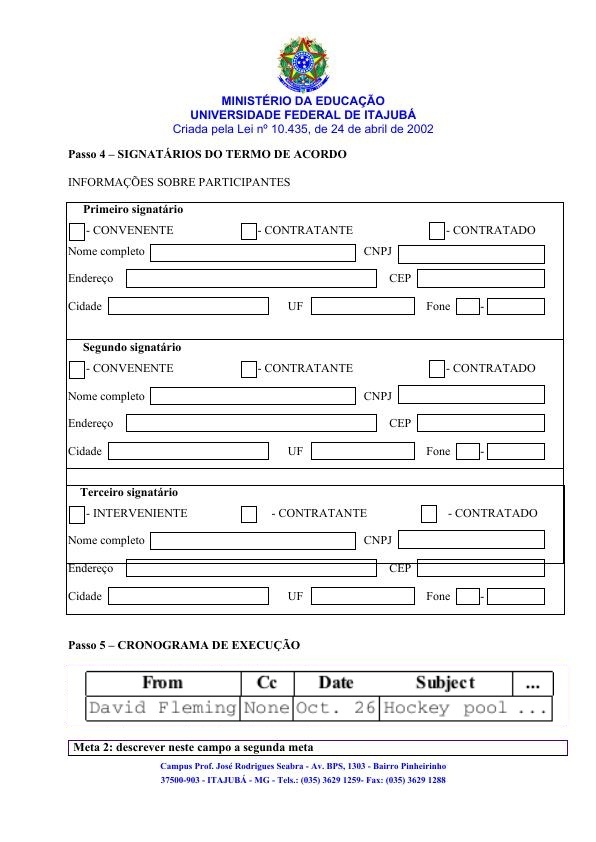 MINISTÉRIO DA EDUCAÇÃO
UNIVERSIDADE FEDERAL DE ITAJUBÁ
Criada pela Lei nº 10.435, de 24 de abril de 2002
Passo 4 – SIGNATÁRIOS DO TERMO DE ACORDO
INFORMAÇÕES SOBRE PARTICIPANTES
Primeiro signatário
- CONVENENTE - CONTRATANTE - CONTRATADO
Nome completo CNPJ
Endereço CEP
Cidade UF Fone -
Segundo signatário
- CONVENENTE - CONTRATANTE - CONTRATADO
Nome completo CNPJ
Endereço CEP
Cidade UF Fone -
Terceiro signatário
- INTERVENIENTE - CONTRATANTE - CONTRATADO
Nome completo CNPJ
Endereço CEP
Cidade UF Fone -
Passo 5 – CRONOGRAMA DE EXECUÇÃO
From Cc Date Subject ...
David Fleming None Oct. 26 Hockey pool ...
Meta 2: descrever neste campo a segunda meta
Campus Prof. José Rodrigues Seabra - Av. BPS, 1303 - Bairro Pinheirinho
37500-903 - ITAJUBÁ - MG - Tels.: (035) 3629 1259- Fax: (035) 3629 1288